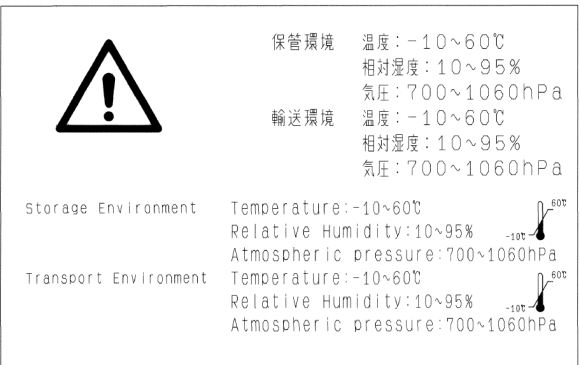 保管環境 温度：-10~60℃
相対湿度：10~95%
気圧：700~1060hPa
輸送環境 温度：-10~60℃
相対湿度：10~95%
気圧：700~1060hPa
Storage Environment Temperature:-10~60℃
60℃
Relative Humidity:10~95%
-10℃
Atmospheric pressure:700~1060hPa
Transport Environment Temperature:-10~60℃
60℃
Relative Humidity:10~95%
-10℃
Atmospheric pressure:700~1060hPa